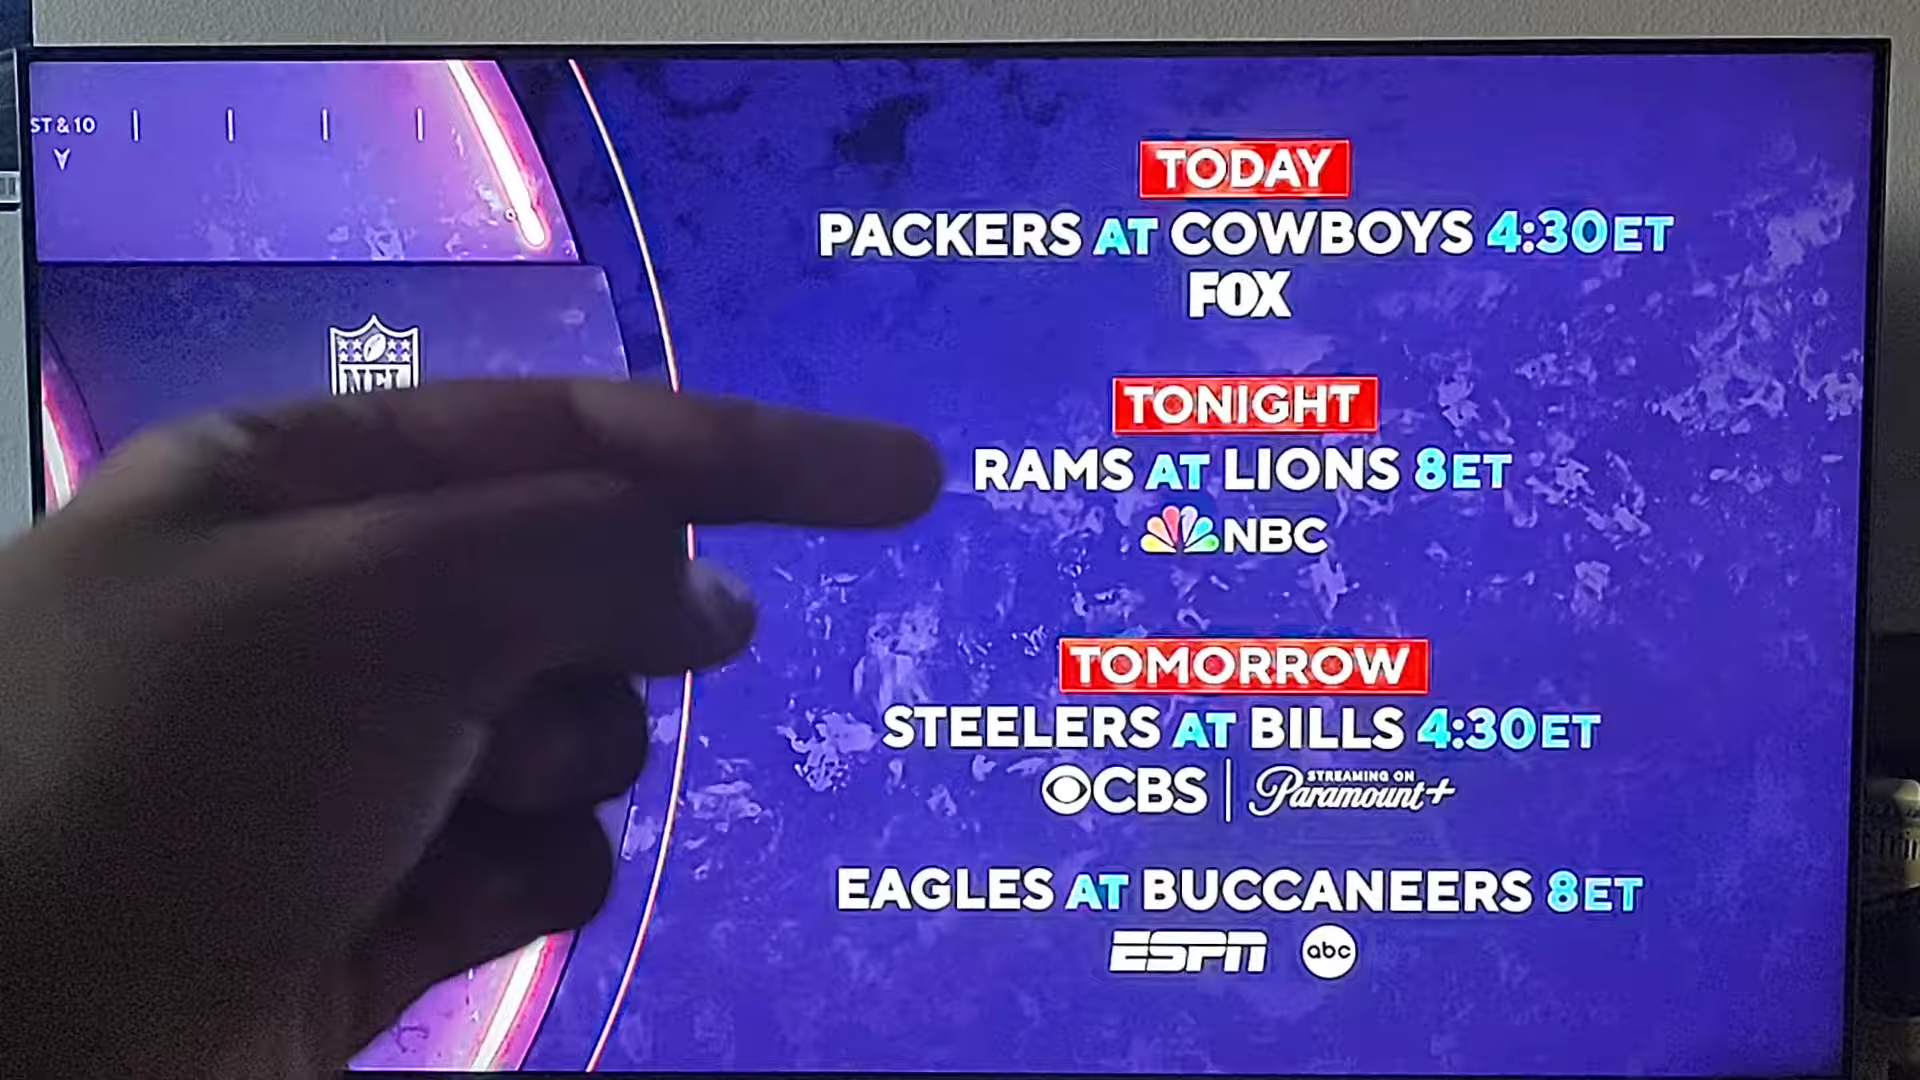 ST & 10
NFL
TODAY
PACKERS AT COWBOYS 4:30ET
FOX
TONIGHT
RAMS AT LIONS 8ET
NBC
TOMORROW
STEELERS AT BILLS 4:30ET
CBS | STREAMING ON Paramount+
EAGLES AT BUCCANEERS 8ET
ESPN abc